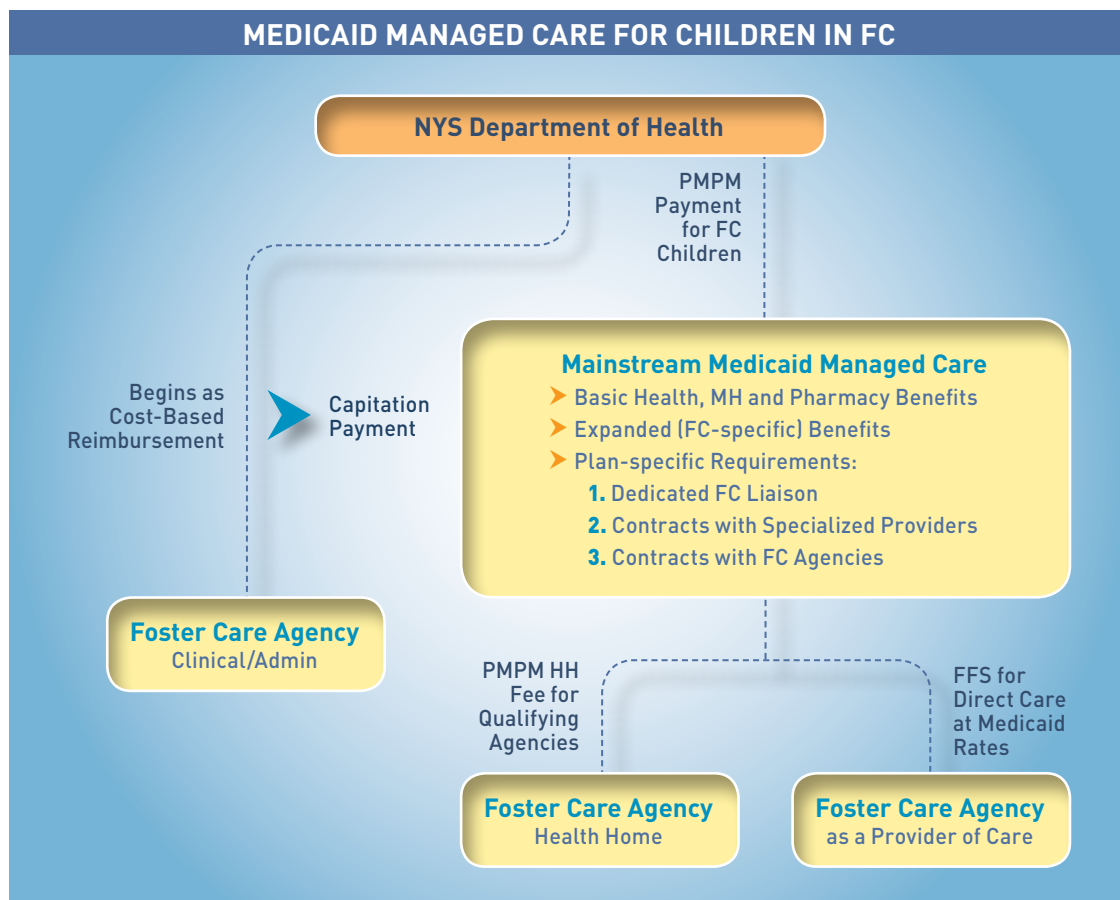 MEDICAID MANAGED CARE FOR CHILDREN IN FC
NYS Department of Health
PMPM
Payment
for FC
Children
Begins as
Cost-Based
Reimbursement
Capitation
Payment
Mainstream Medicaid Managed Care
Basic Health, MH and Pharmacy Benefits
Expanded (FC-specific) Benefits
Plan-specific Requirements:
1. Dedicated FC Liaison
2. Contracts with Specialized Providers
3. Contracts with FC Agencies
Foster Care Agency
Clinical/Admin
PMPM HH
Fee for
Qualifying
Agencies
FFS for
Direct Care
at Medicaid
Rates
Foster Care Agency
Health Home
Foster Care Agency
as a Provider of Care